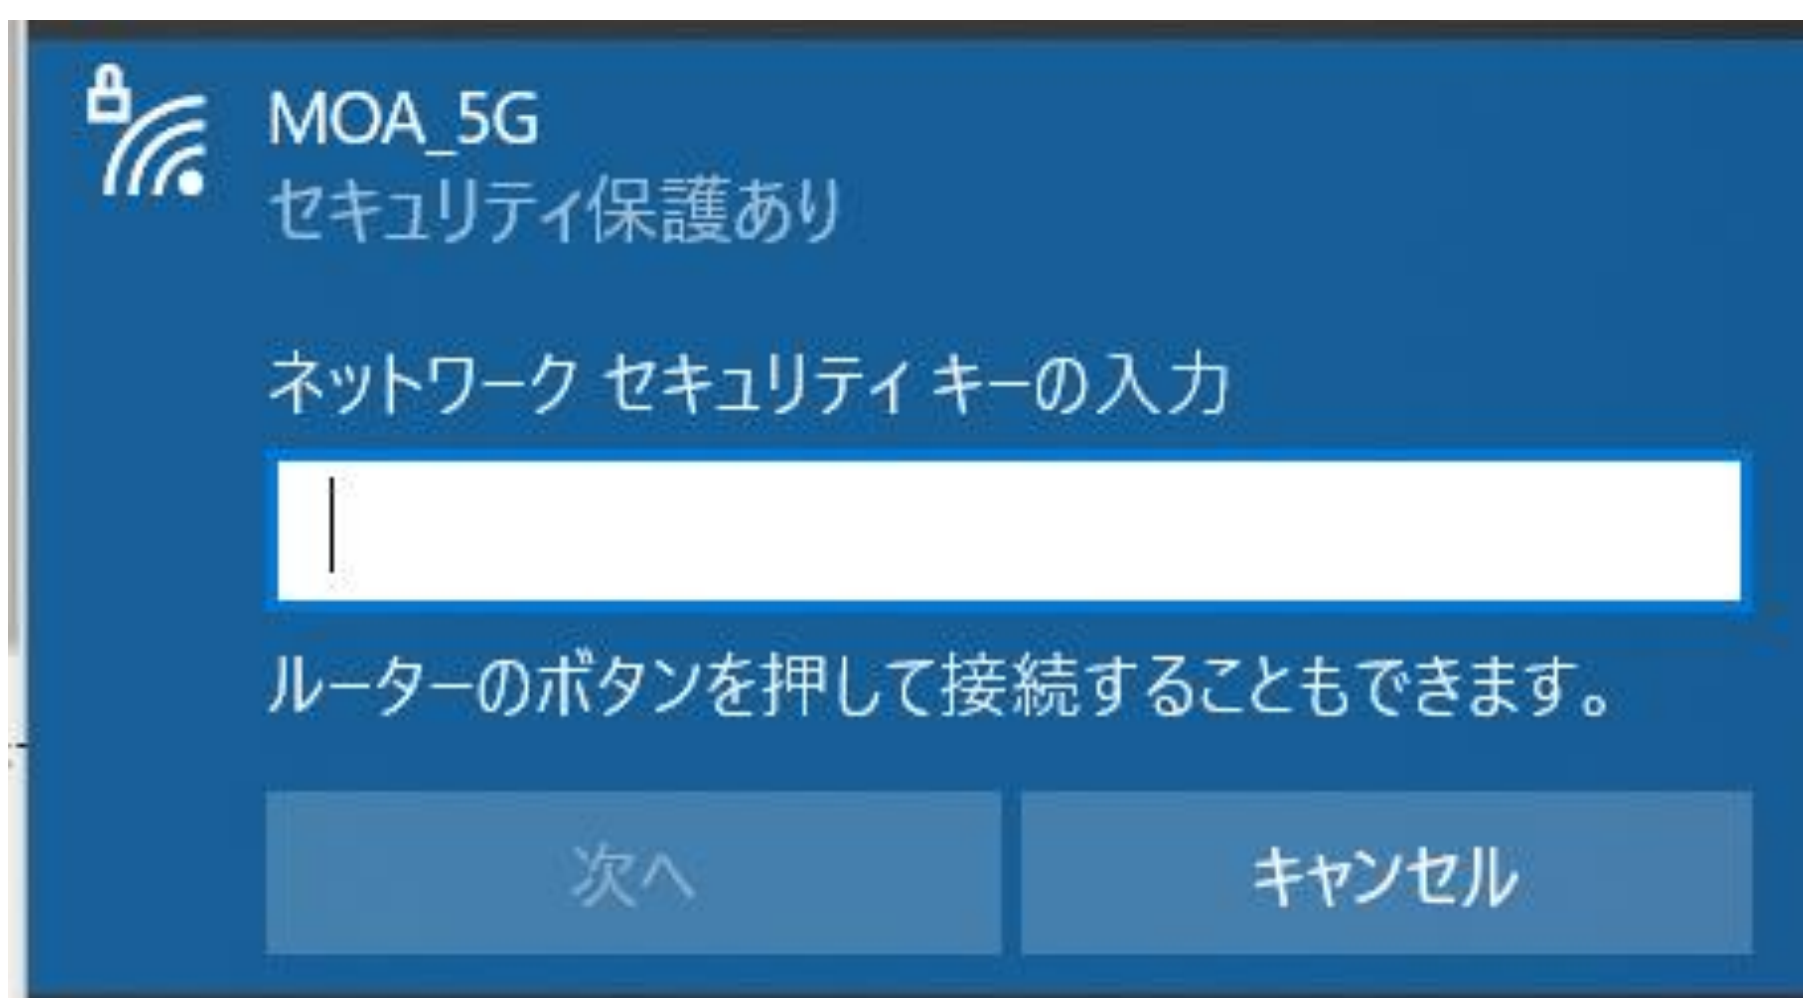 MOA_5G
セキュリティ保護あり
ネットワーク セキュリティ キーの入力
ルーターのボタンを押して接続することもできます。
次へ
キャンセル